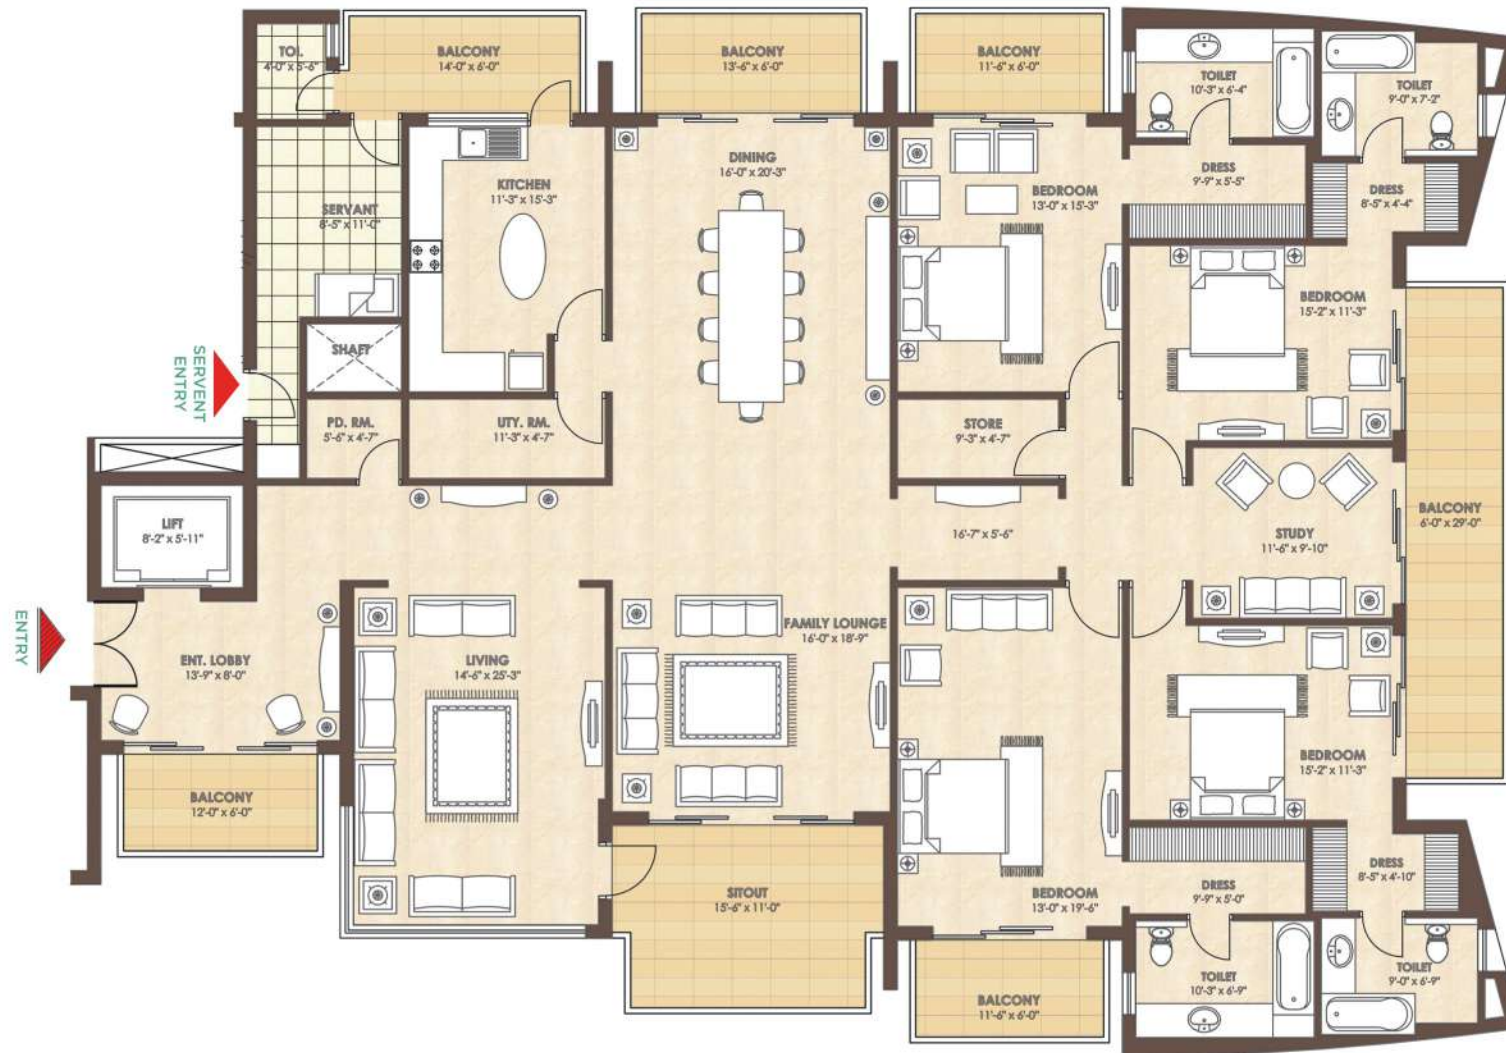 TOI.
4'-0" x 5'-6"
BALCONY
14'-0" x 6'-0"
BALCONY
13'-6" x 6'-0"
BALCONY
11'-6" x 6'-0"
TOILET
10'-3" x 6'-4"
TOILET
9'-0" x 7'-2"
DINING
16'-0" x 20'-3"
KITCHEN
11'-3" x 15'-3"
BEDROOM
13'-0" x 15'-3"
DRESS
9'-9" x 5'-5"
DRESS
8'-5" x 4'-4"
SERVANT
8'-5" x 11'-0"
BEDROOM
15'-2" x 11'-3"
SHAFT
SERVENT
ENTRY
PD. RM.
5'-6" x 4'-7"
UTY. RM.
11'-3" x 4'-7"
STORE
9'-3" x 4'-7"
LIFT
8'-2" x 5'-11"
16'-7" x 5'-6"
STUDY
11'-6" x 9'-10"
BALCONY
6'-0" x 29'-0"
ENTRY
ENT. LOBBY
13'-9" x 8'-0"
LIVING
14'-6" x 25'-3"
FAMILY LOUNGE
16'-0" x 18'-9"
BEDROOM
15'-2" x 11'-3"
BALCONY
12'-0" x 6'-0"
SITOUT
15'-6" x 11'-0"
BEDROOM
13'-0" x 19'-6"
DRESS
9'-9" x 5'-0"
DRESS
8'-5" x 4'-10"
BALCONY
11'-6" x 6'-0"
TOILET
10'-3" x 6'-9"
TOILET
9'-0" x 6'-9"